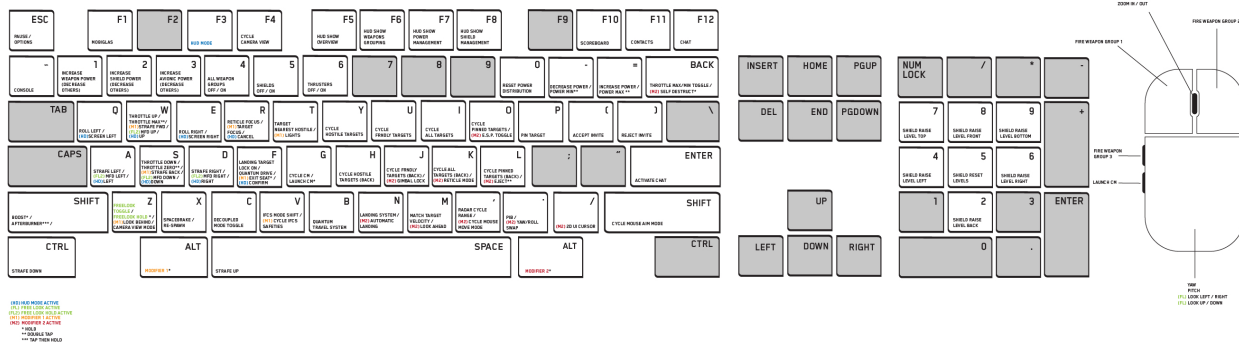 ZOOM IN / OUT
FIRE WEAPON GROUP 2
FIRE WEAPON GROUP 1
ESC
PAUSE /
OPTIONS
F1
MOBIGLAS
F2
F3
HUD MODE
F4
CYCLE
CAMERA VIEW
F5
HUD SHOW
OVERVIEW
F6
HUD SHOW
WEAPONS
GROUPING
F7
HUD SHOW
POWER
MANAGEMENT
F8
HUD SHOW
SHIELD
MANAGEMENT
F9
F10
SCOREBOARD
F11
CONTACTS
F12
CHAT
~
CONSOLE
1
INCREASE
WEAPON POWER
(DECREASE
OTHERS)
2
INCREASE
SHIELD POWER
(DECREASE
OTHERS)
3
INCREASE
AVIONIC POWER
(DECREASE
OTHERS)
4
ALL WEAPON
GROUPS
OFF / ON
5
SHIELDS
OFF / ON
6
THRUSTERS
OFF / ON
7
8
9
0
RESET POWER
DISTRIBUTION
-
DECREASE POWER /
POWER MIN**
=
INCREASE POWER /
POWER MAX **
BACK
THROTTLE MAX/MIN TOGGLE /
(M2) SELF DESTRUCT*
INSERT
HOME
PGUP
NUM
LOCK
/
*
-
TAB
Q
ROLL LEFT /
(HD)SCREEN LEFT
W
THROTTLE UP /
THROTTLE MAX**/
(M1)STRAFE FWD /
(FL2) MFD UP /
(HD)UP
E
ROLL RIGHT /
(HD)SCREEN RIGHT
R
RETICLE FOCUS /
(M1)TARGET
FOCUS/
(HD)CANCEL
T
TARGET
NEAREST HOSTILE /
(M1)LIGHTS
Y
CYCLE
HOSTILE TARGETS
U
CYCLE
FRNDLY TARGETS
I
CYCLE
ALL TARGETS
O
CYCLE
PINNED TARGETS /
(M2) E.S.P. TOGGLE
P
PIN TARGET
(
ACCEPT INVITE
)
REJECT INVITE
\
DEL
END
PGDOWN
7
SHIELD RAISE
LEVEL TOP
8
SHIELD RAISE
LEVEL FRONT
9
SHIELD RAISE
LEVEL BOTTOM
+
CAPS
A
STRAFE LEFT /
(FL2) MFD LEFT /
(HD)LEFT
S
THROTTLE DOWN /
THROTTLE ZERO** /
(M1)STRAFE BACK /
(FL2)MFD DOWN /
(HD)DOWN
D
STRAFE RIGHT /
(FL2) MFD RIGHT /
(HD)RIGHT
F
LANDING TARGET
LOCK ON /
QUANTUM DRIVE /
(M1) EXIT SEAT* /
(HD)CONFIRM
G
CYCLE CM /
LAUNCH CM*
H
CYCLE HOSTILE
TARGETS (BACK)
J
CYCLE FRNDLY
TARGETS (BACK) /
(M2) GIMBAL LOCK
K
CYCLE ALL
TARGETS (BACK) /
(M2) RETICLE MODE
L
CYCLE PINNED
TARGETS (BACK) /
(M2) EJECT**
;
"
ENTER
ACTIVATE CHAT
4
SHIELD RAISE
LEVEL LEFT
5
SHIELD RESET
LEVELS
6
SHIELD RAISE
LEVEL RIGHT
FIRE WEAPON
GROUP 3
LAUNCH CM
SHIFT
BOOST* /
AFTERBURNER*** /
Z
FREELOOK
TOGGLE /
FREELOOK HOLD * /
(M1)LOOK BEHIND/
CAMERA VIEW MODE
X
SPACEBRAKE /
RE-SPAWN
C
DECOUPLED
MODE TOGGLE
V
IFCS MODE SHIFT /
(M1) CYCLE IFCS
SAFETIES
B
QUANTUM
TRAVEL SYSTEM
N
LANDING SYSTEM /
(M2) AUTOMATIC
LANDING
M
MATCH TARGET
VELOCITY /
(M2) LOOK AHEAD
,
RADAR CYCLE
RANGE /
(M2) CYCLE MOUSE
MOVE MODE
.
PIB /
(M2) YAW/ROLL
SWAP
/
(M2) 2D UI CURSOR
SHIFT
CYCLE MOUSE AIM MODE
UP
1
2
SHIELD RAISE
LEVEL BACK
3
ENTER
CTRL
STRAFE DOWN
ALT
MODIFIER 1*
SPACE
STRAFE UP
ALT
MODIFIER 2*
CTRL
LEFT
DOWN
RIGHT
0
.
YAW
PITCH
(FL) LOOK LEFT / RIGHT
(FL) LOOK UP / DOWN
(HD) HUD MODE ACTIVE
(FL) FREE LOOK ACTIVE
(FL2) FREE LOOK HOLD ACTIVE
(M1) MODIFIER 1 ACTIVE
(M2) MODIFIER 2 ACTIVE
* HOLD
** DOUBLE TAP
*** TAP THEN HOLD